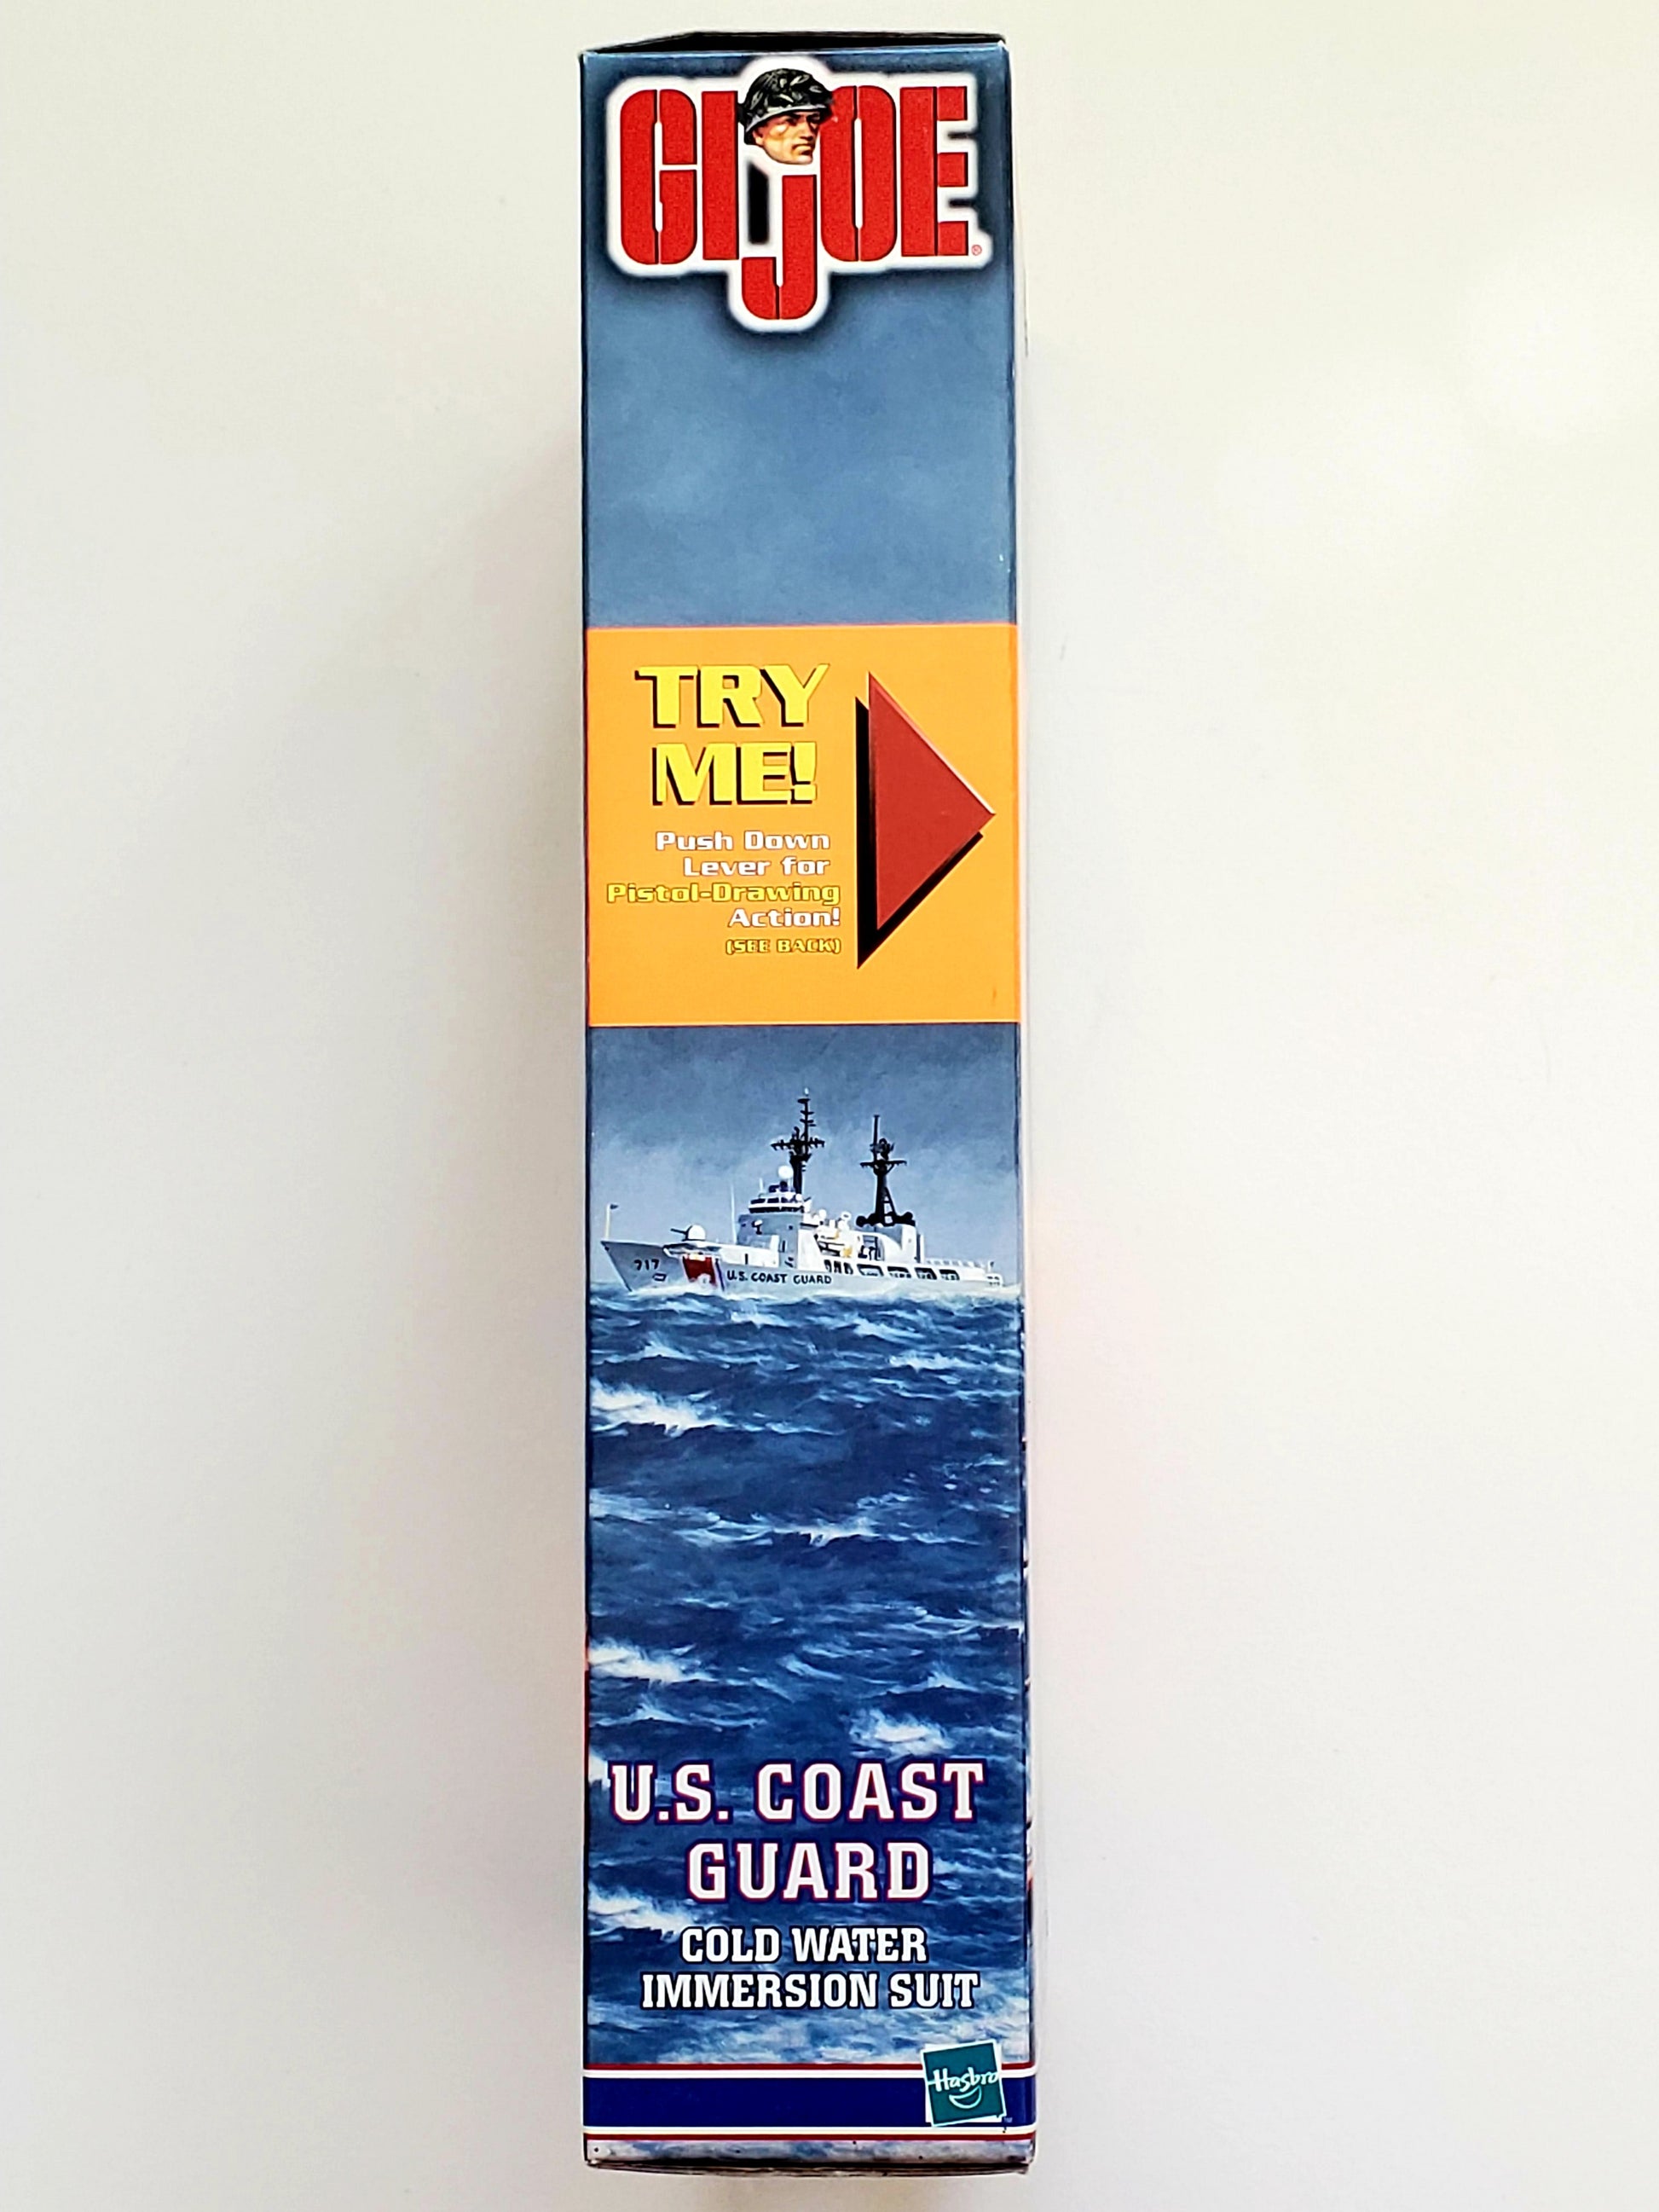 GI JOE®
TRY
ME!
Push Down
Lever for
Pistol-Drawing
Action!
(SEE BACK)
717
U.S. COAST GUARD
U.S. COAST
GUARD
COLD WATER
IMMERSION SUIT
Hasbro
TM